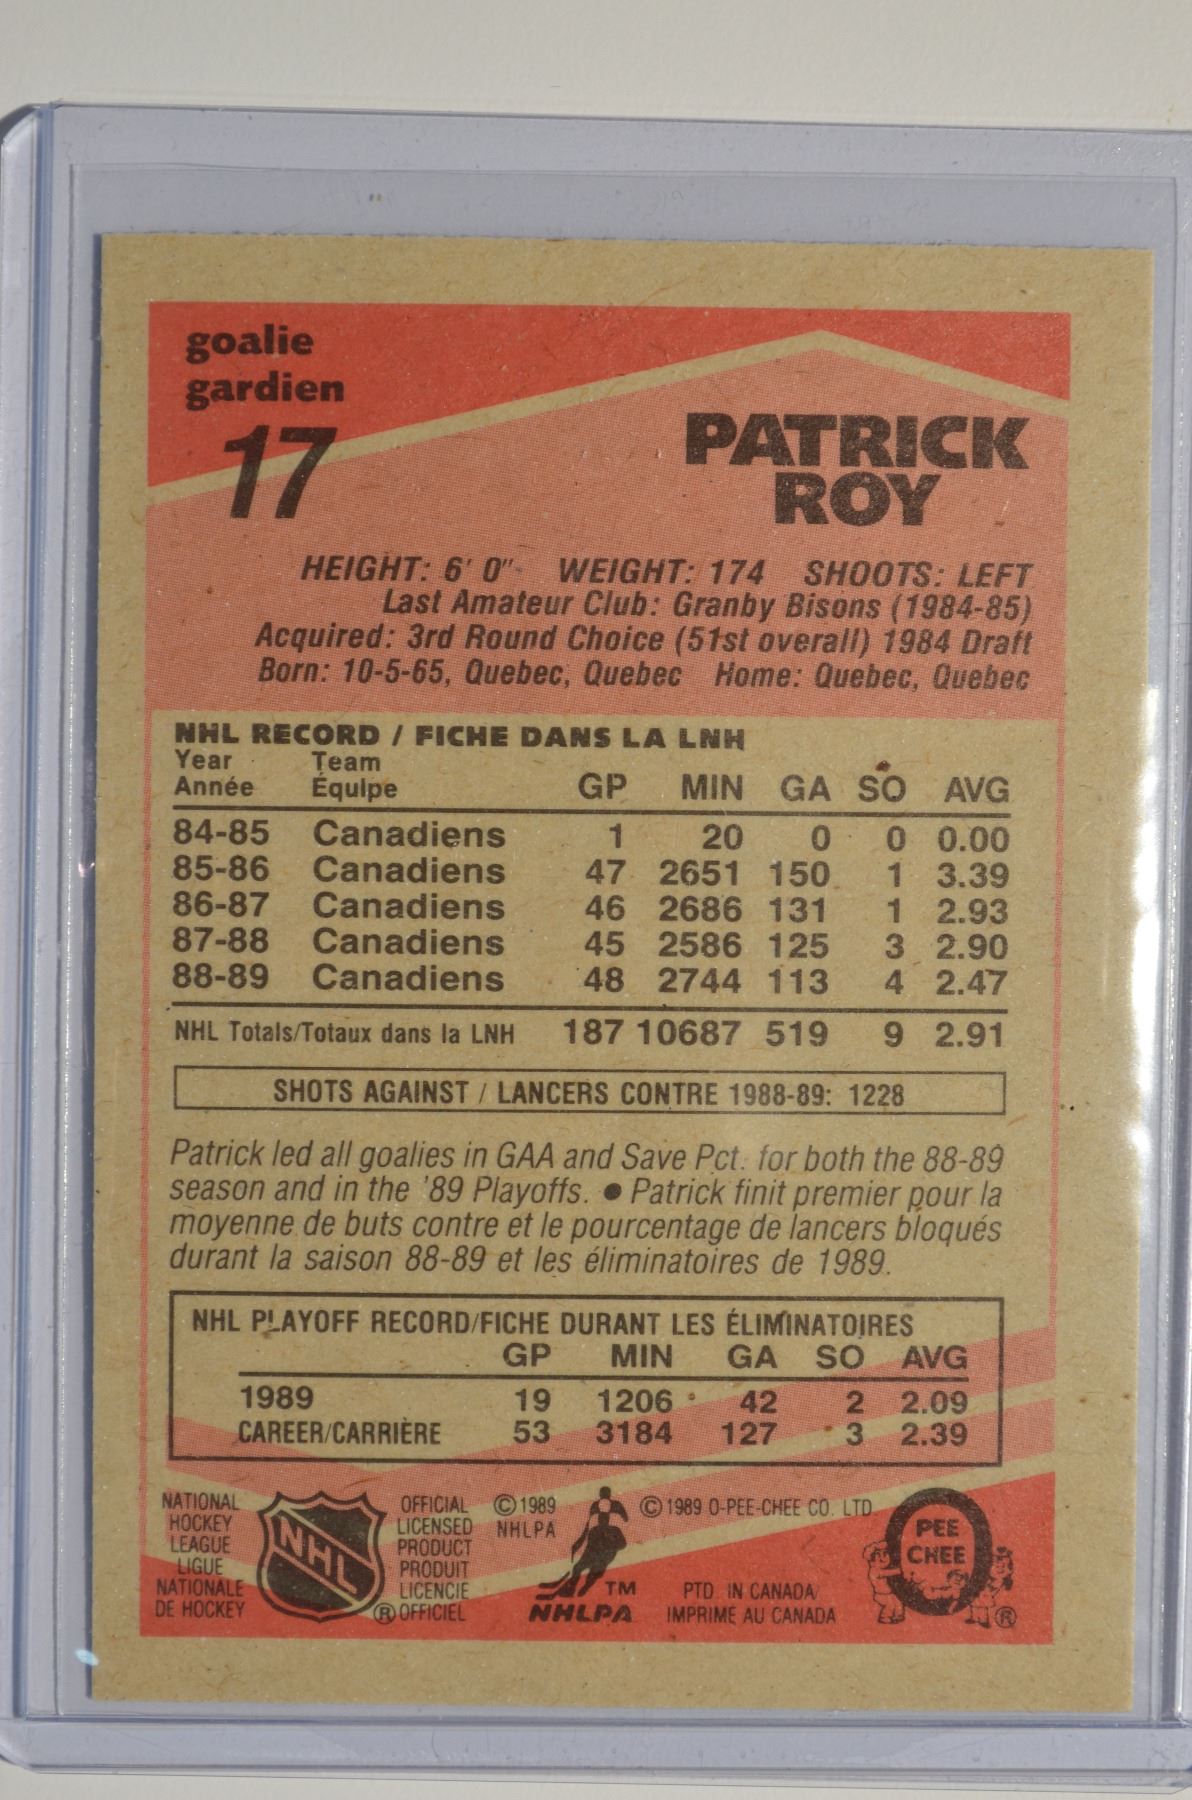 goalie
gardien
17
PATRICK
ROY
HEIGHT: 6' 0" WEIGHT: 174 SHOOTS: LEFT
Last Amateur Club: Granby Bisons (1984-85)
Acquired: 3rd Round Choice (51st overall) 1984 Draft
Born: 10-5-65, Quebec, Quebec Home: Quebec, Quebec
NHL RECORD / FICHE DANS LA LNH
Year Team
Année Équipe GP MIN GA SO AVG
84-85 Canadiens 1 20 0 0 0.00
85-86 Canadiens 47 2651 150 1 3.39
86-87 Canadiens 46 2686 131 1 2.93
87-88 Canadiens 45 2586 125 3 2.90
88-89 Canadiens 48 2744 113 4 2.47
NHL Totals/Totaux dans la LNH 187 10687 519 9 2.91
SHOTS AGAINST / LANCERS CONTRE 1988-89: 1228
Patrick led all goalies in GAA and Save Pct. for both the 88-89
season and in the '89 Playoffs. ● Patrick finit premier pour la
moyenne de buts contre et le pourcentage de lancers bloqués
durant la saison 88-89 et les éliminatoires de 1989.
NHL PLAYOFF RECORD/FICHE DURANT LES ÉLIMINATOIRES
GP MIN GA SO AVG
1989 19 1206 42 2 2.09
CAREER/CARRIÈRE 53 3184 127 3 2.39
NATIONAL
HOCKEY
LEAGUE
LIGUE
NATIONALE
DE HOCKEY
NHL
OFFICIAL
LICENSED
PRODUCT
PRODUIT
LICENCIE
® OFFICIEL
© 1989
NHLPA
TM
NHLPA
© 1989 O-PEE-CHEE CO. LTD
PTD. IN CANADA/
IMPRIMÉ AU CANADA
PEE
CHEE
®